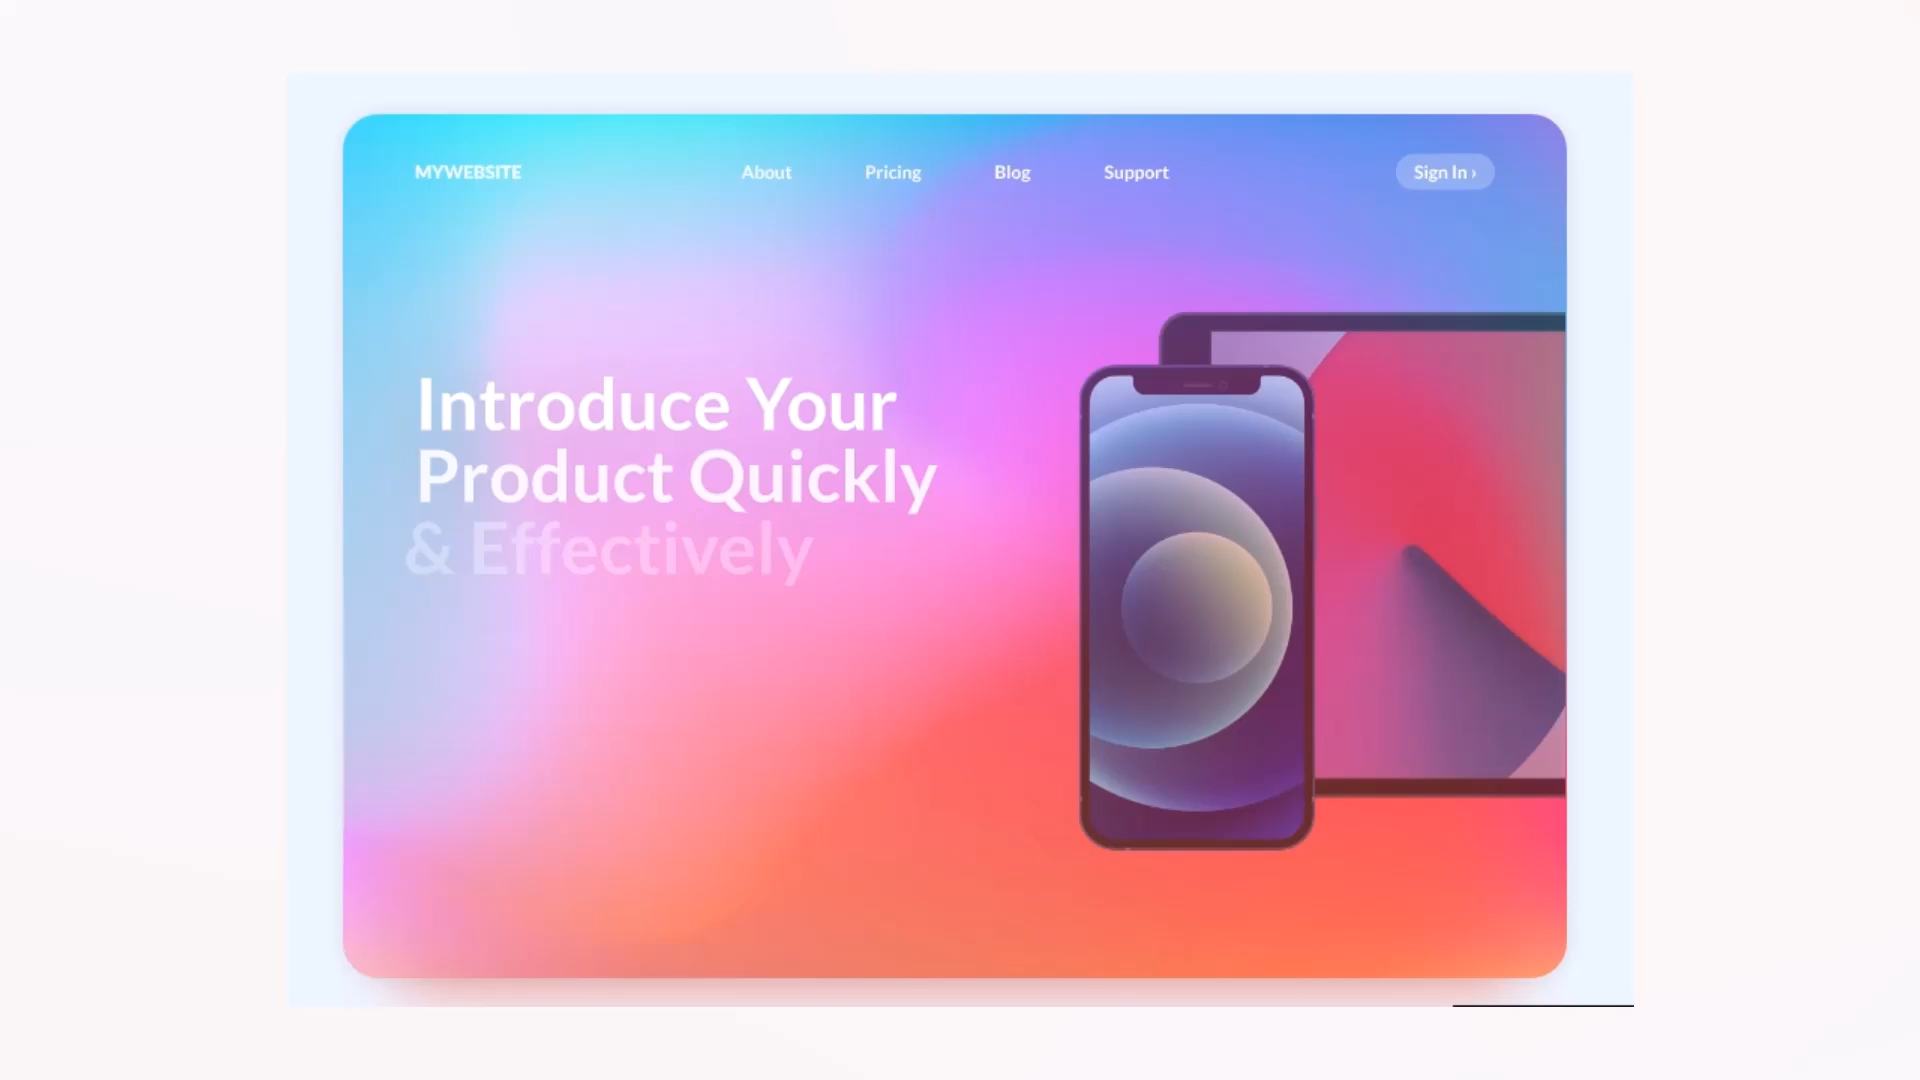 MYWEBSITE About Pricing Blog Support Sign In ›
Introduce Your
Product Quickly
& Effectively